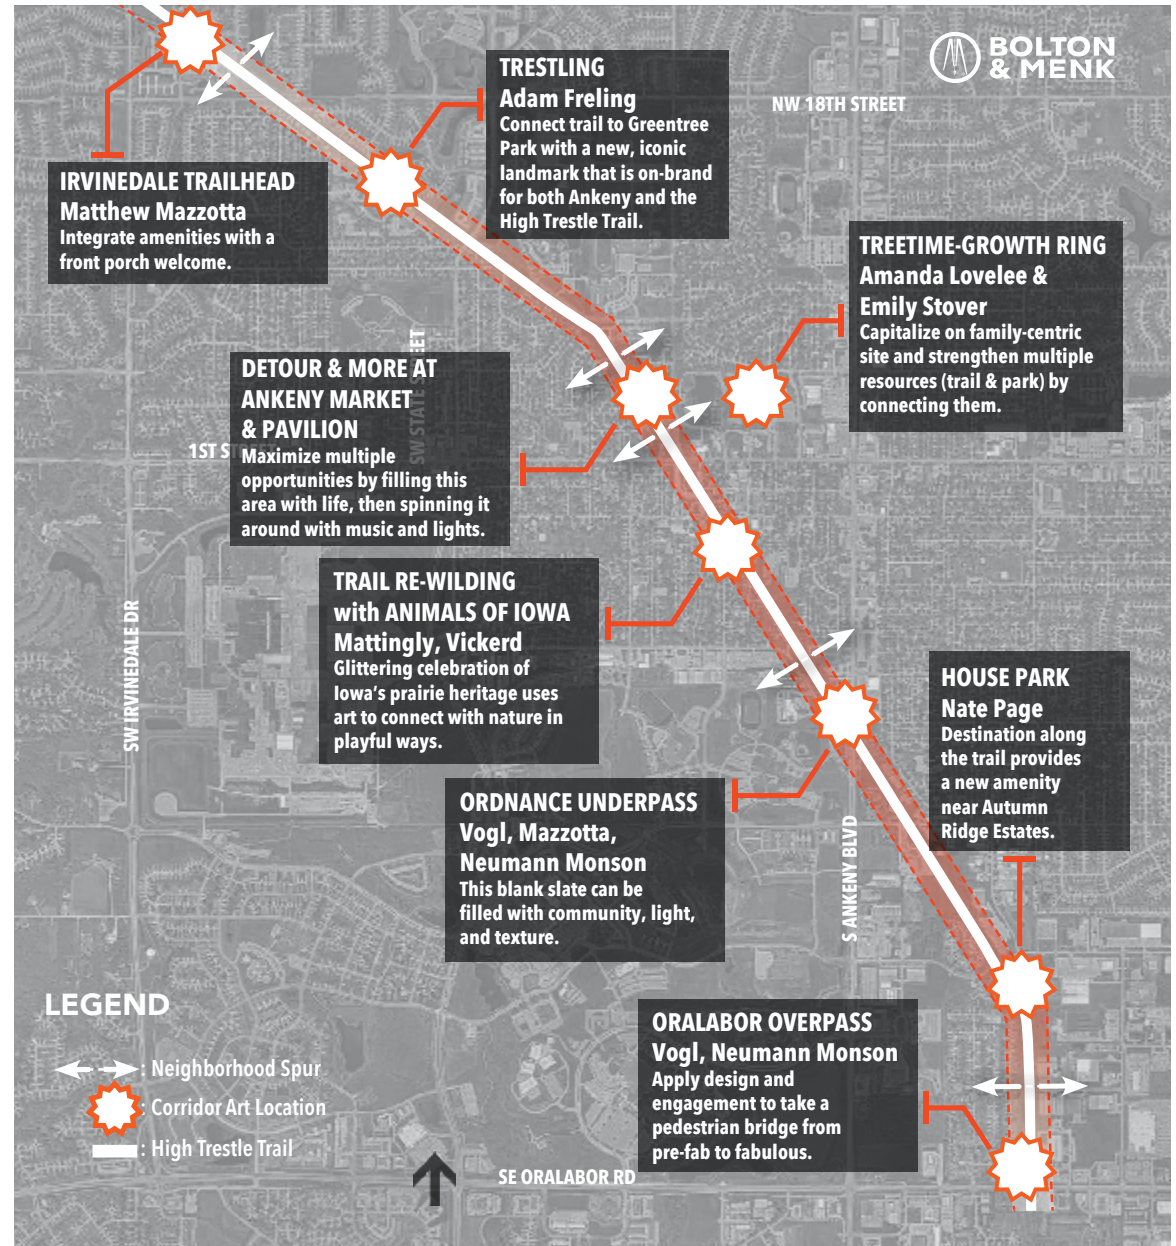 BOLTON
& MENK
TRESTLING
Adam Freling
Connect trail to Greentree
Park with a new, iconic
landmark that is on-brand
for both Ankeny and the
High Trestle Trail.
NW 18TH STREET
IRVINEDALE TRAILHEAD
Matthew Mazzotta
Integrate amenities with a
front porch welcome.
TREETIME-GROWTH RING
Amanda Lovelee &
Emily Stover
Capitalize on family-centric
site and strengthen multiple
resources (trail & park) by
connecting them.
SW STATE STREET
DETOUR & MORE AT
ANKENY MARKET
& PAVILION
Maximize multiple
opportunities by filling this
area with life, then spinning it
around with music and lights.
1ST STREET
TRAIL RE-WILDING
with ANIMALS OF IOWA
Mattingly, Vickerd
Glittering celebration of
Iowa's prairie heritage uses
art to connect with nature in
playful ways.
SW IRVINEDALE DR
HOUSE PARK
Nate Page
Destination along
the trail provides
a new amenity
near Autumn
Ridge Estates.
ORDNANCE UNDERPASS
Vogl, Mazzotta,
Neumann Monson
This blank slate can be
filled with community, light,
and texture.
S ANKENY BLVD
ORALABOR OVERPASS
Vogl, Neumann Monson
Apply design and
engagement to take a
pedestrian bridge from
pre-fab to fabulous.
LEGEND
: Neighborhood Spur
: Corridor Art Location
: High Trestle Trail
SE ORALABOR RD